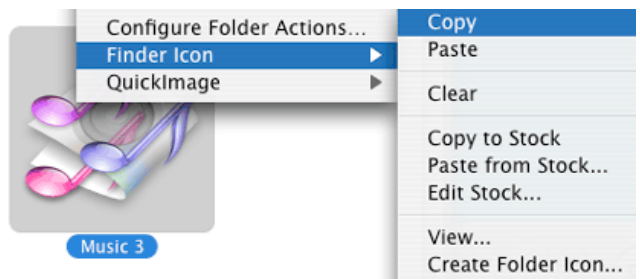 Configure Folder Actions...
Finder Icon
QuickImage
Copy
Paste
Clear
Copy to Stock
Paste from Stock...
Edit Stock...
View...
Create Folder Icon...
Music 3